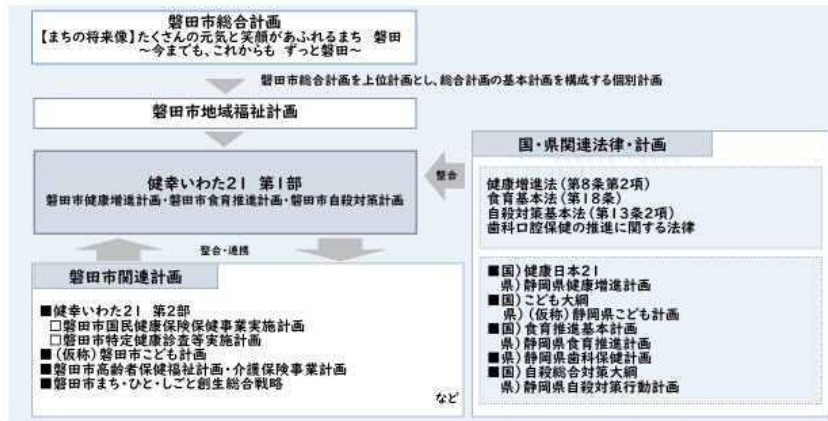 磐田市総合計画
【まちの将来像】たくさんの元気と笑顔があふれるまち 磐田
～今までも、これからも ずっと磐田～
磐田市総合計画を上位計画とし、総合計画の基本計画を構成する個別計画
磐田市地域福祉計画
健幸いわた21 第1部
磐田市健康増進計画・磐田市食育推進計画・磐田市自殺対策計画
整合
整合・連携
磐田市関連計画
■健幸いわた21 第2部
□磐田市国民健康保険保健事業実施計画
□磐田市特定健康診査等実施計画
■(仮称)磐田市こども計画
■磐田市高齢者保健福祉計画・介護保険事業計画
■磐田市まち・ひと・しごと創生総合戦略
など
国・県関連法律・計画
健康増進法(第8条第2項)
食育基本法(第18条)
自殺対策基本法(第13条2項)
歯科口腔保健の推進に関する法律
■国)健康日本21
県)静岡県健康増進計画
■国)こども大綱
県)(仮称)静岡県こども計画
■国)食育推進基本計画
県)静岡県食育推進計画
■県)静岡県歯科保健計画
■国)自殺総合対策大綱
県)静岡県自殺対策行動計画